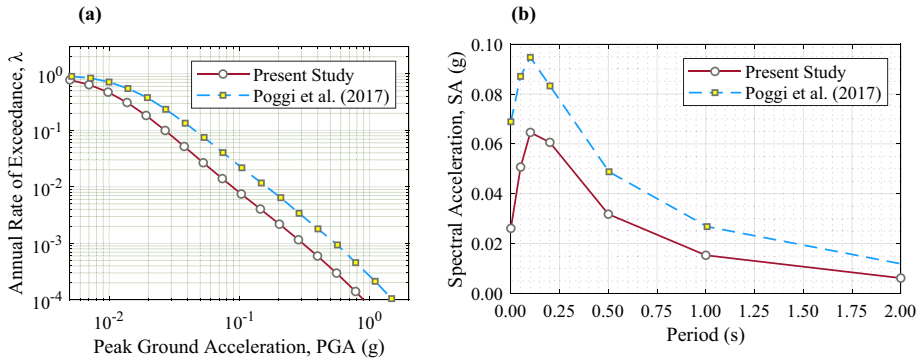 (a)
Annual Rate of Exceedance, λ
10^0
10^-1
10^-2
10^-3
10^-4
Present Study
Poggi et al. (2017)
10^-2
10^-1
10^0
Peak Ground Acceleration, PGA (g)
(b)
Spectral Acceleration, SA (g)
0.10
0.08
0.06
0.04
0.02
0.00
Present Study
Poggi et al. (2017)
0.00 0.25 0.50 0.75 1.00 1.25 1.50 1.75 2.00
Period (s)